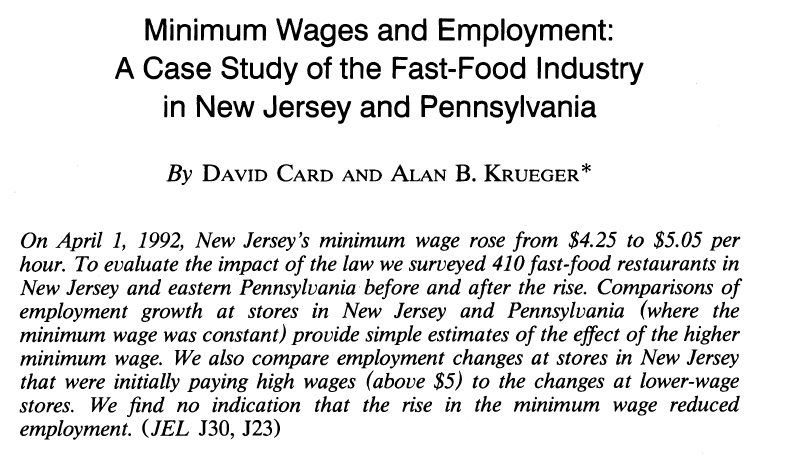 Minimum Wages and Employment:
A Case Study of the Fast-Food Industry
in New Jersey and Pennsylvania
By DAVID CARD AND ALAN B. KRUEGER*
On April 1, 1992, New Jersey's minimum wage rose from $4.25 to $5.05 per
hour. To evaluate the impact of the law we surveyed 410 fast-food restaurants in
New Jersey and eastern Pennsylvania before and after the rise. Comparisons of
employment growth at stores in New Jersey and Pennsylvania (where the
minimum wage was constant) provide simple estimates of the effect of the higher
minimum wage. We also compare employment changes at stores in New Jersey
that were initially paying high wages (above $5) to the changes at lower-wage
stores. We find no indication that the rise in the minimum wage reduced
employment. (JEL J30, J23)